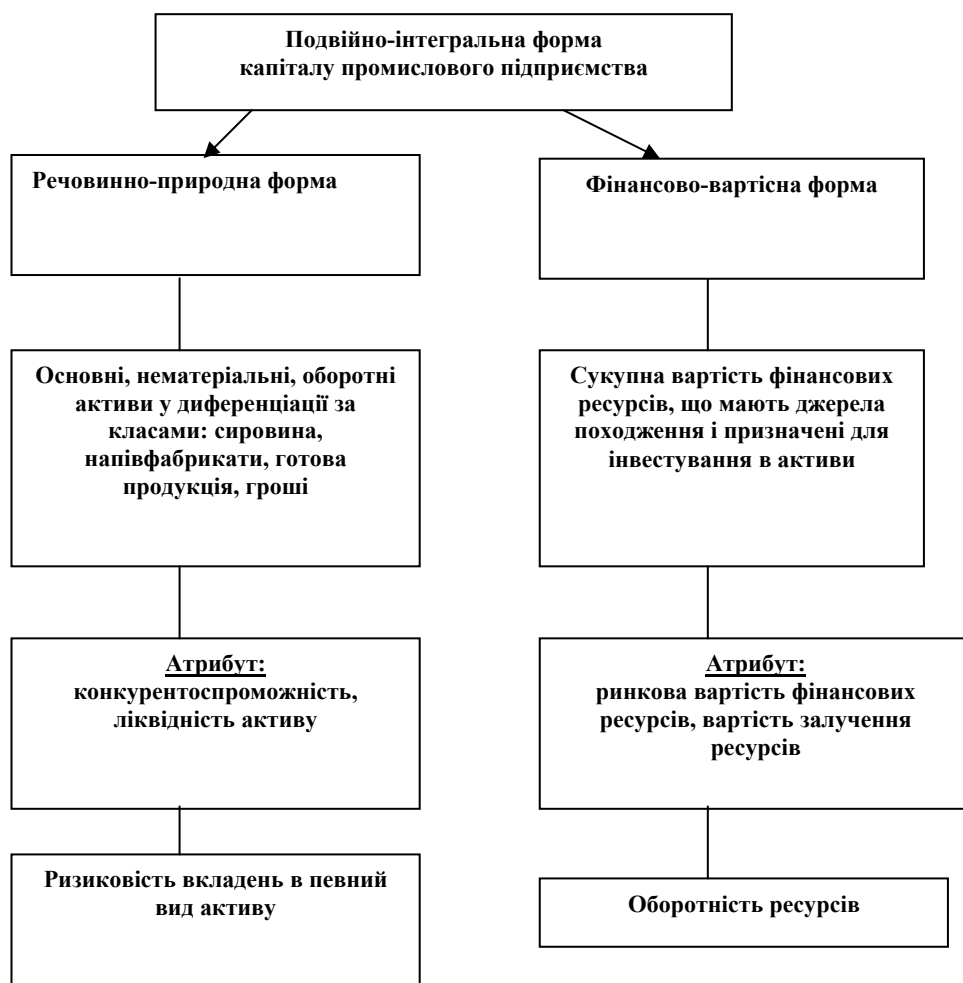 Подвійно-інтегральна форма
капіталу промислового підприємства
Речовинно-природна форма
Фінансово-вартісна форма
Основні, нематеріальні, оборотні
активи у диференціації за
класами: сировина,
напівфабрикати, готова
продукція, гроші
Сукупна вартість фінансових
ресурсів, що мають джерела
походження і призначені для
інвестування в активи
Атрибут:
конкурентоспроможність,
ліквідність активу
Атрибут:
ринкова вартість фінансових
ресурсів, вартість залучення
ресурсів
Ризиковість вкладень в певний
вид активу
Оборотність ресурсів